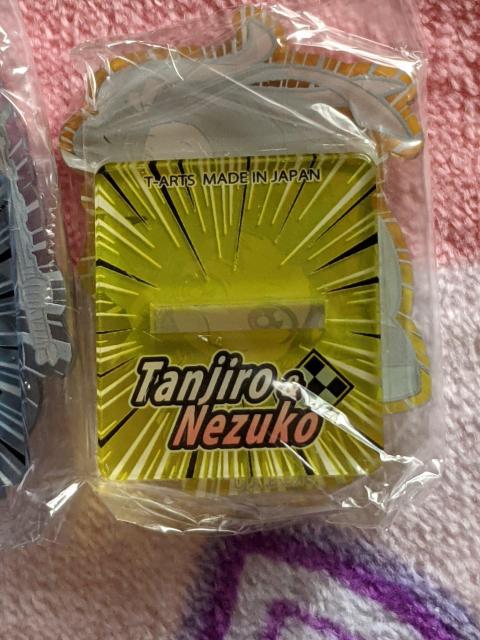 T-ARTS MADE IN JAPAN
Tanjiro &
Nezuko